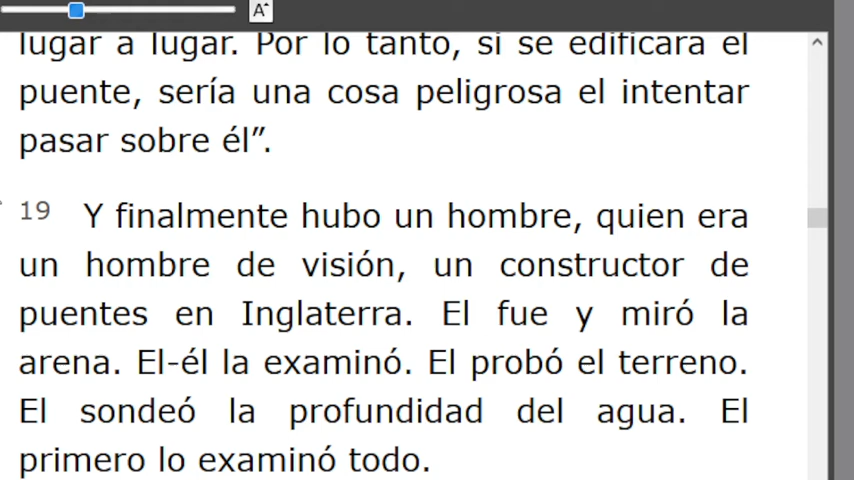 A
lugar a lugar. Por lo tanto, si se edificara el
puente, sería una cosa peligrosa el intentar
pasar sobre él”.
19 Y finalmente hubo un hombre, quien era
un hombre de visión, un constructor de
puentes en Inglaterra. El fue y miró la
arena. El-él la examinó. El probó el terreno.
El sondeó la profundidad del agua. El
primero lo examinó todo.